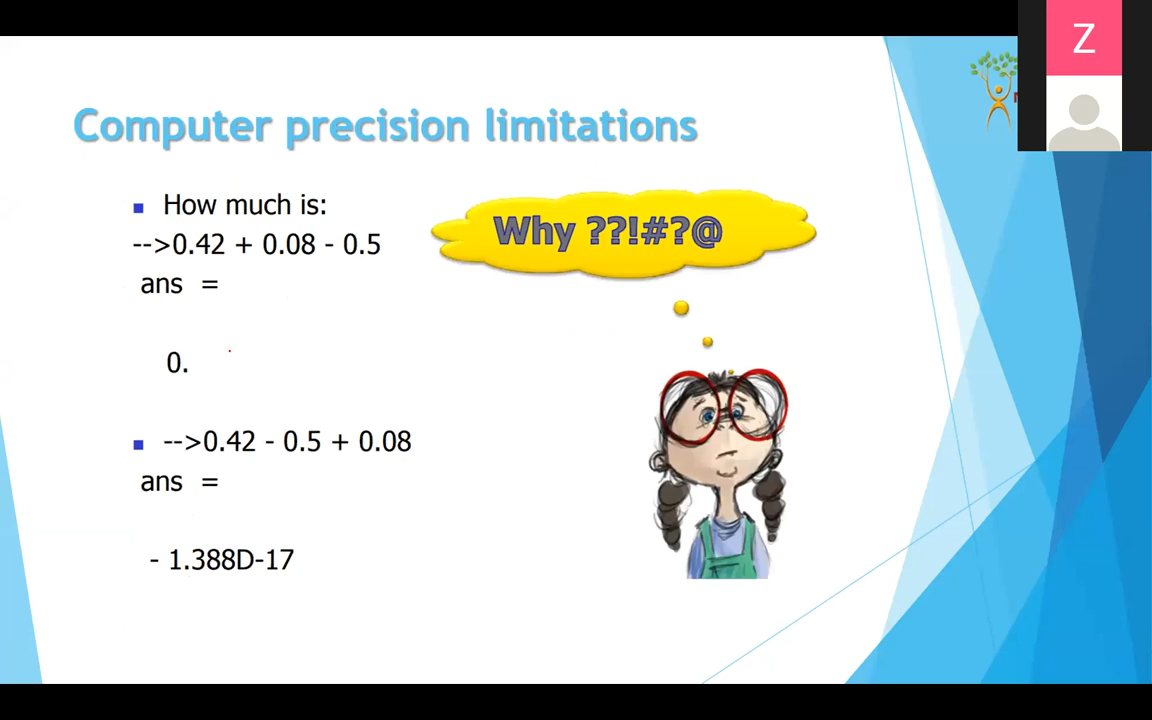 Z
Computer precision limitations
How much is:
-->0.42 + 0.08 - 0.5
ans =
0.
-->0.42 - 0.5 + 0.08
ans =
- 1.388D-17
Why ??!#?@